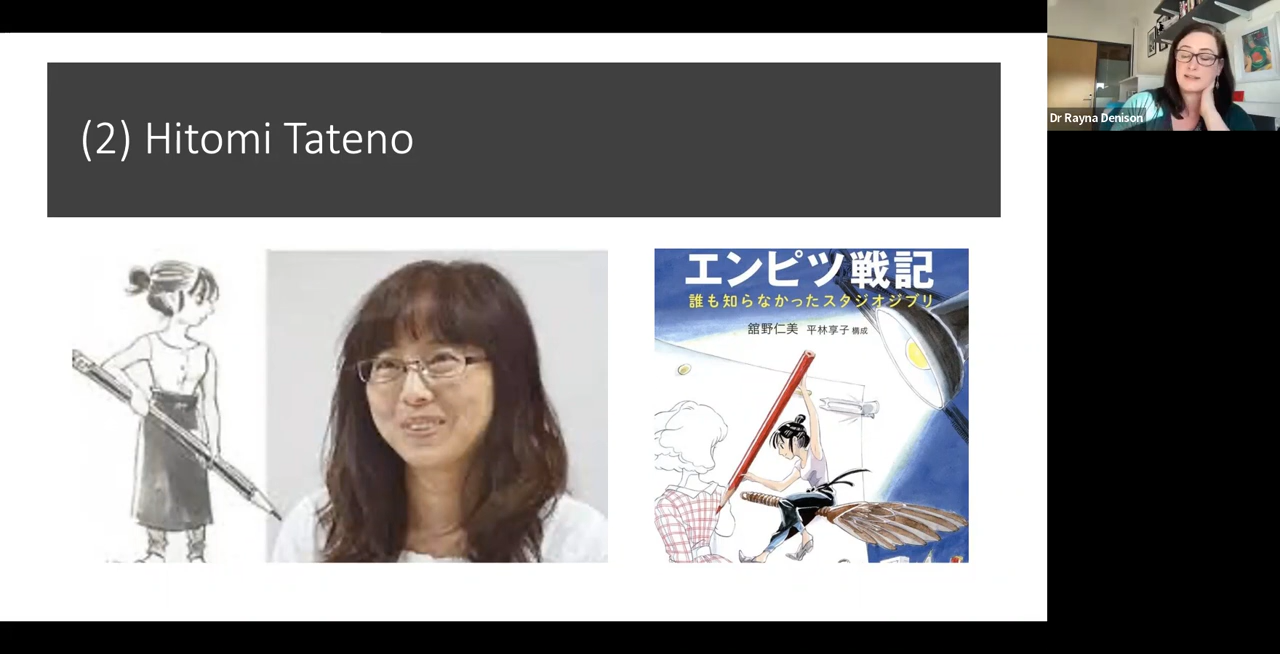 (2) Hitomi Tateno
エンピツ戦記
誰も知らなかったスタジオジブリ
舘野仁美 平林享子 構成
Dr Rayna Denison